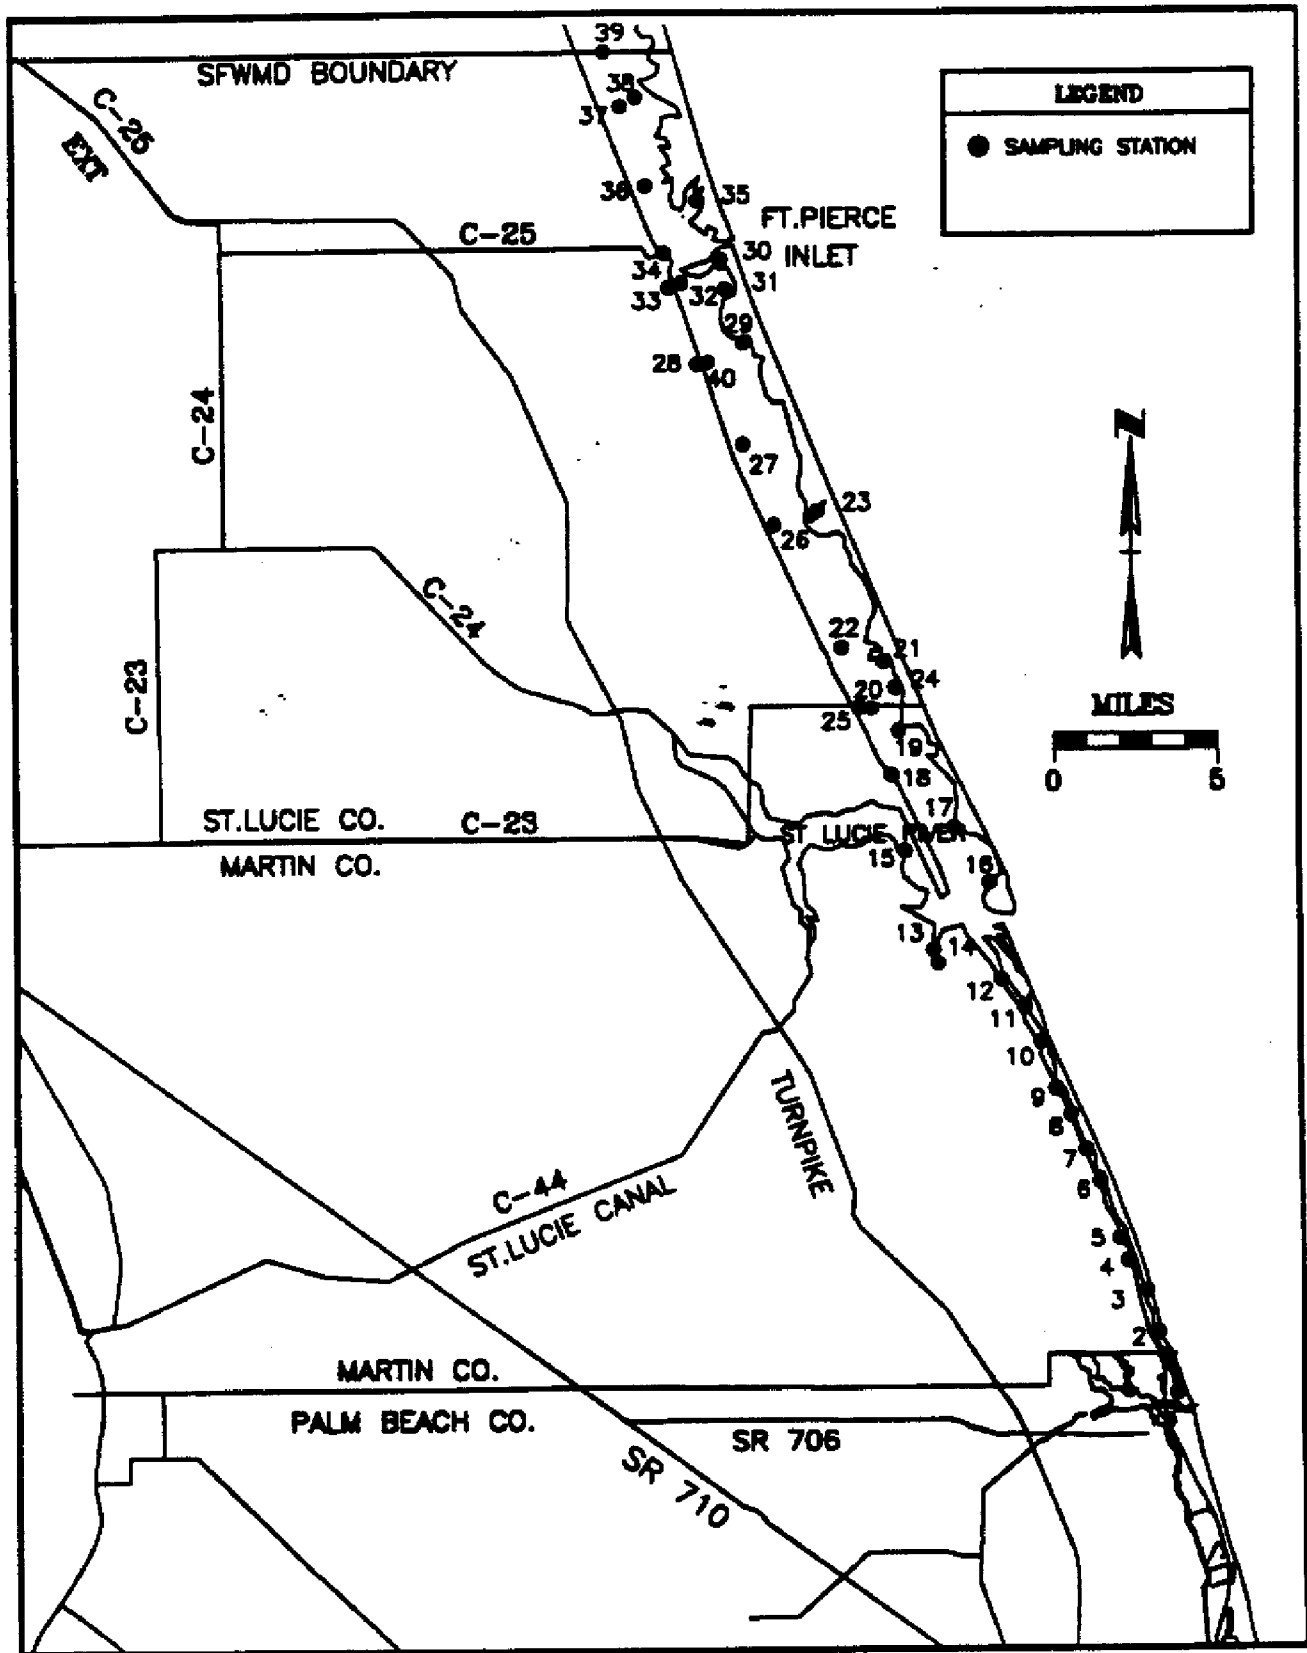 39
SFWMD BOUNDARY
LEGEND
SAMPLING STATION
C-25
EXT
38
37
36
35
FT.PIERCE
INLET
C-25
34
30
33
32
31
29
28
40
C-24
27
23
26
N
C-24
22
21
24
20
25
C-23
MILES
0 5
19
18
17
ST.LUCIE CO.
C-23
ST LUCIE RIVER
MARTIN CO.
15
16
13
14
12
11
10
9
8
TURNPIKE
7
6
C-44
ST.LUCIE CANAL
5
4
3
2
MARTIN CO.
1
PALM BEACH CO.
SR 706
SR 710